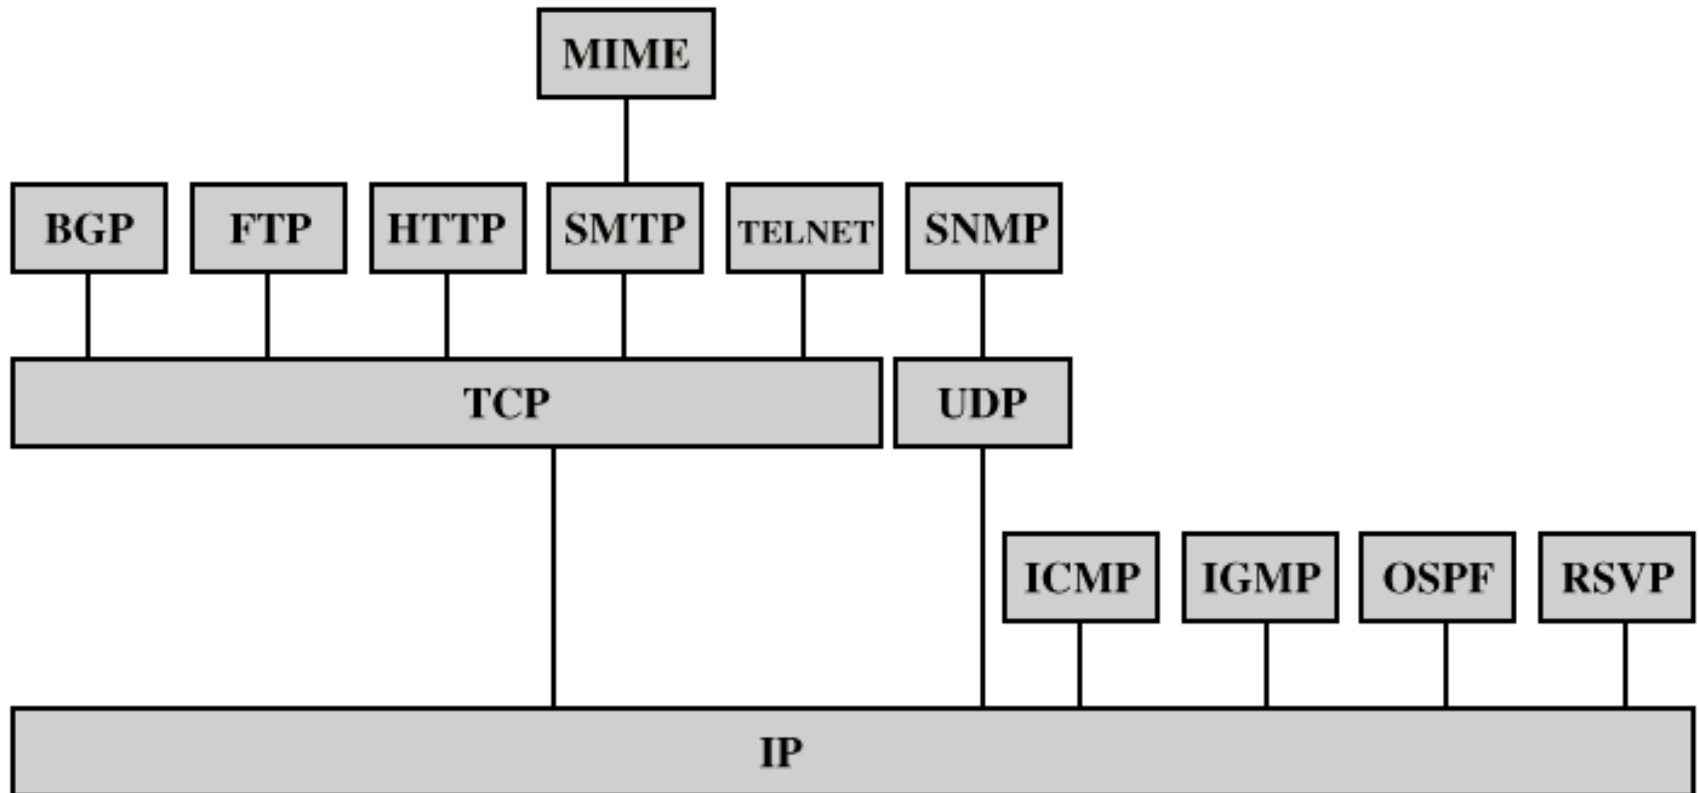 MIME
BGP FTP HTTP SMTP TELNET SNMP
TCP UDP
ICMP IGMP OSPF RSVP
IP